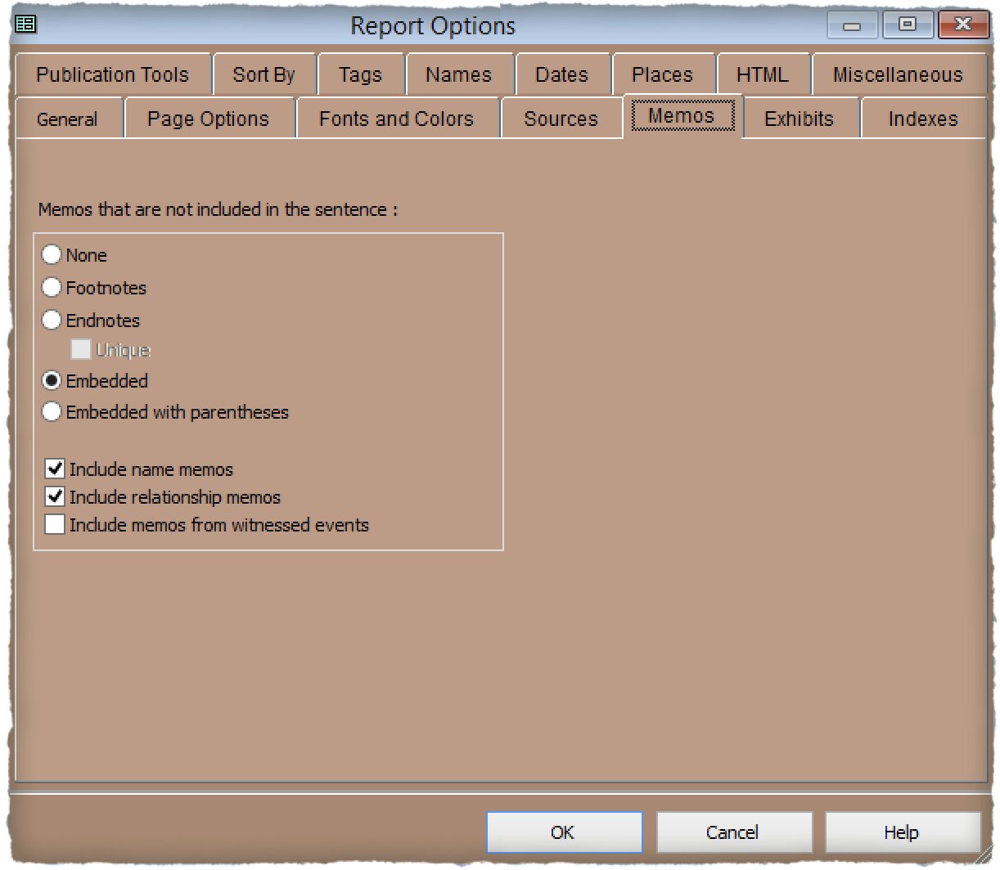 Report Options
Publication Tools Sort By Tags Names Dates Places HTML Miscellaneous
General Page Options Fonts and Colors Sources Memos Exhibits Indexes
Memos that are not included in the sentence :
None
Footnotes
Endnotes
Unique
Embedded
Embedded with parentheses
Include name memos
Include relationship memos
Include memos from witnessed events
OK Cancel Help